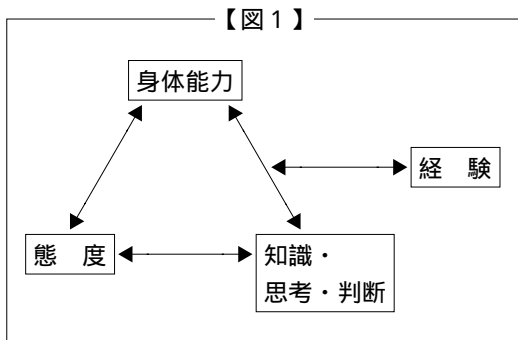 【図１】
身体能力
経　験
態　度
知識・
思考・判断